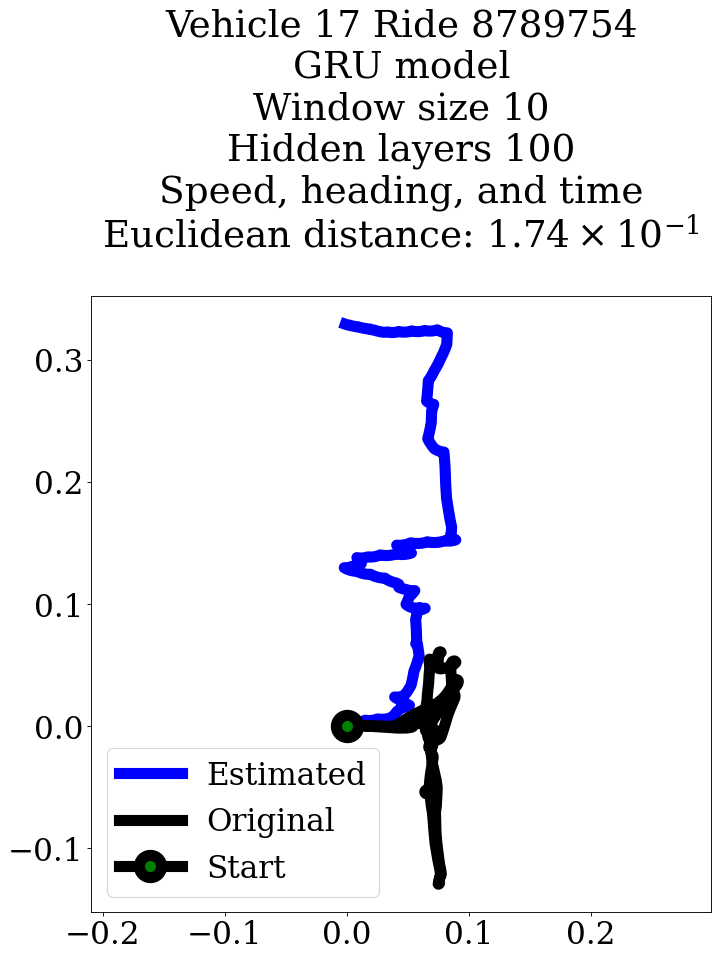 Vehicle 17 Ride 8789754
GRU model
Window size 10
Hidden layers 100
Speed, heading, and time
Euclidean distance: 1.74 × 10⁻¹
0.3
0.2
0.1
0.0
−0.1
Estimated
Original
Start
−0.2 −0.1 0.0 0.1 0.2